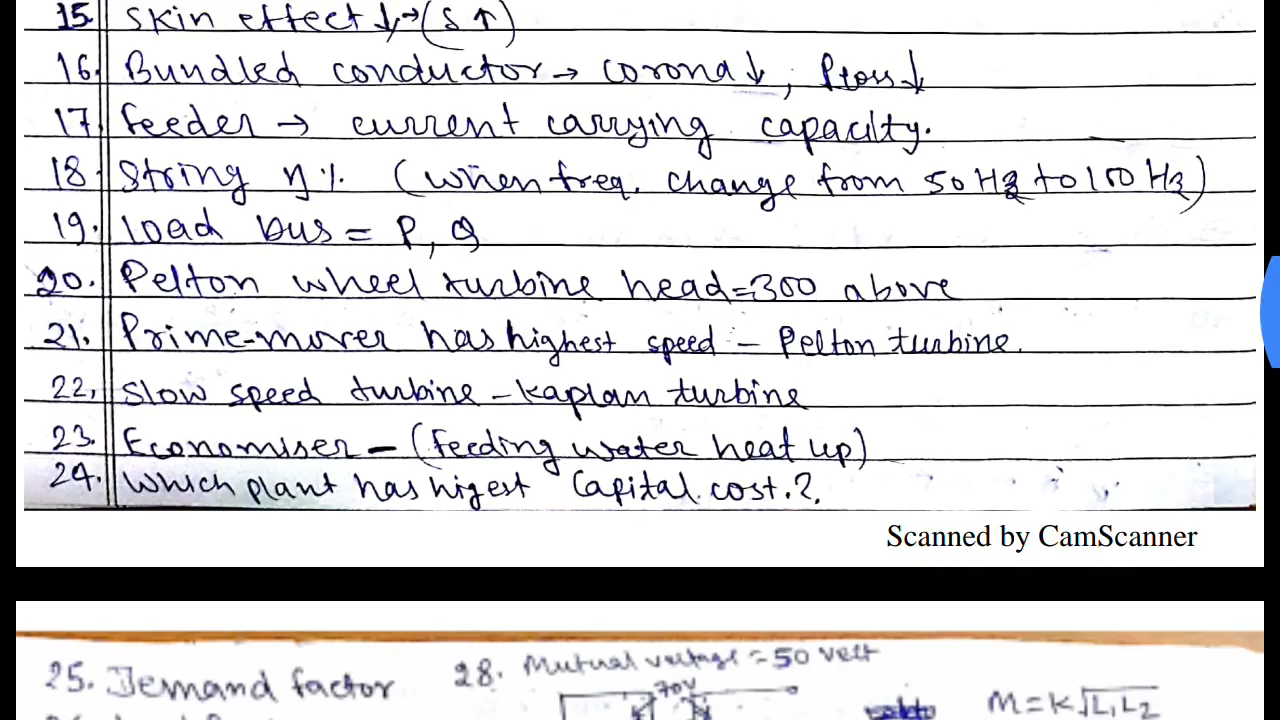 15. Skin effect ↓→(δ ↑)
16. Bundled conductor → corona ↓, Ploss ↓
17. feeder → current carrying capacity.
18. String η % (when freq. change from 50 Hz to 100 Hz)
19. load bus = P, Q
20. Pelton wheel turbine head = 300 above
21. Prime-mover has highest speed - Pelton turbine.
22. Slow speed turbine - kaplan turbine
23. Economiser - (feeding water heat up)
24. Which plant has higest Capital cost.?
Scanned by CamScanner
25. Demand factor
28. Mutual voltage = 50 volt
70V
M = K√L₁L₂